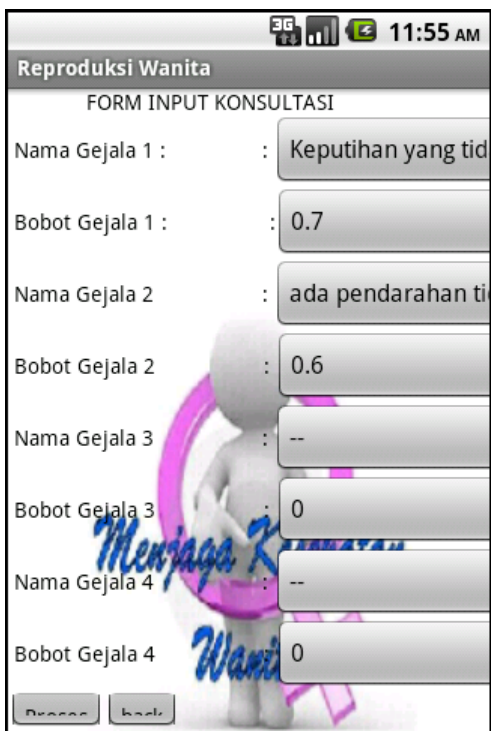 3G 11:55 AM
Reproduksi Wanita
FORM INPUT KONSULTASI
Nama Gejala 1 : : Keputihan yang tid
Bobot Gejala 1 : : 0.7
Nama Gejala 2 : ada pendarahan ti
Bobot Gejala 2 : 0.6
Nama Gejala 3 : --
Bobot Gejala 3 : 0
Menjaga
Nama Gejala 4 : --
Bobot Gejala 4 : 0
Proses back